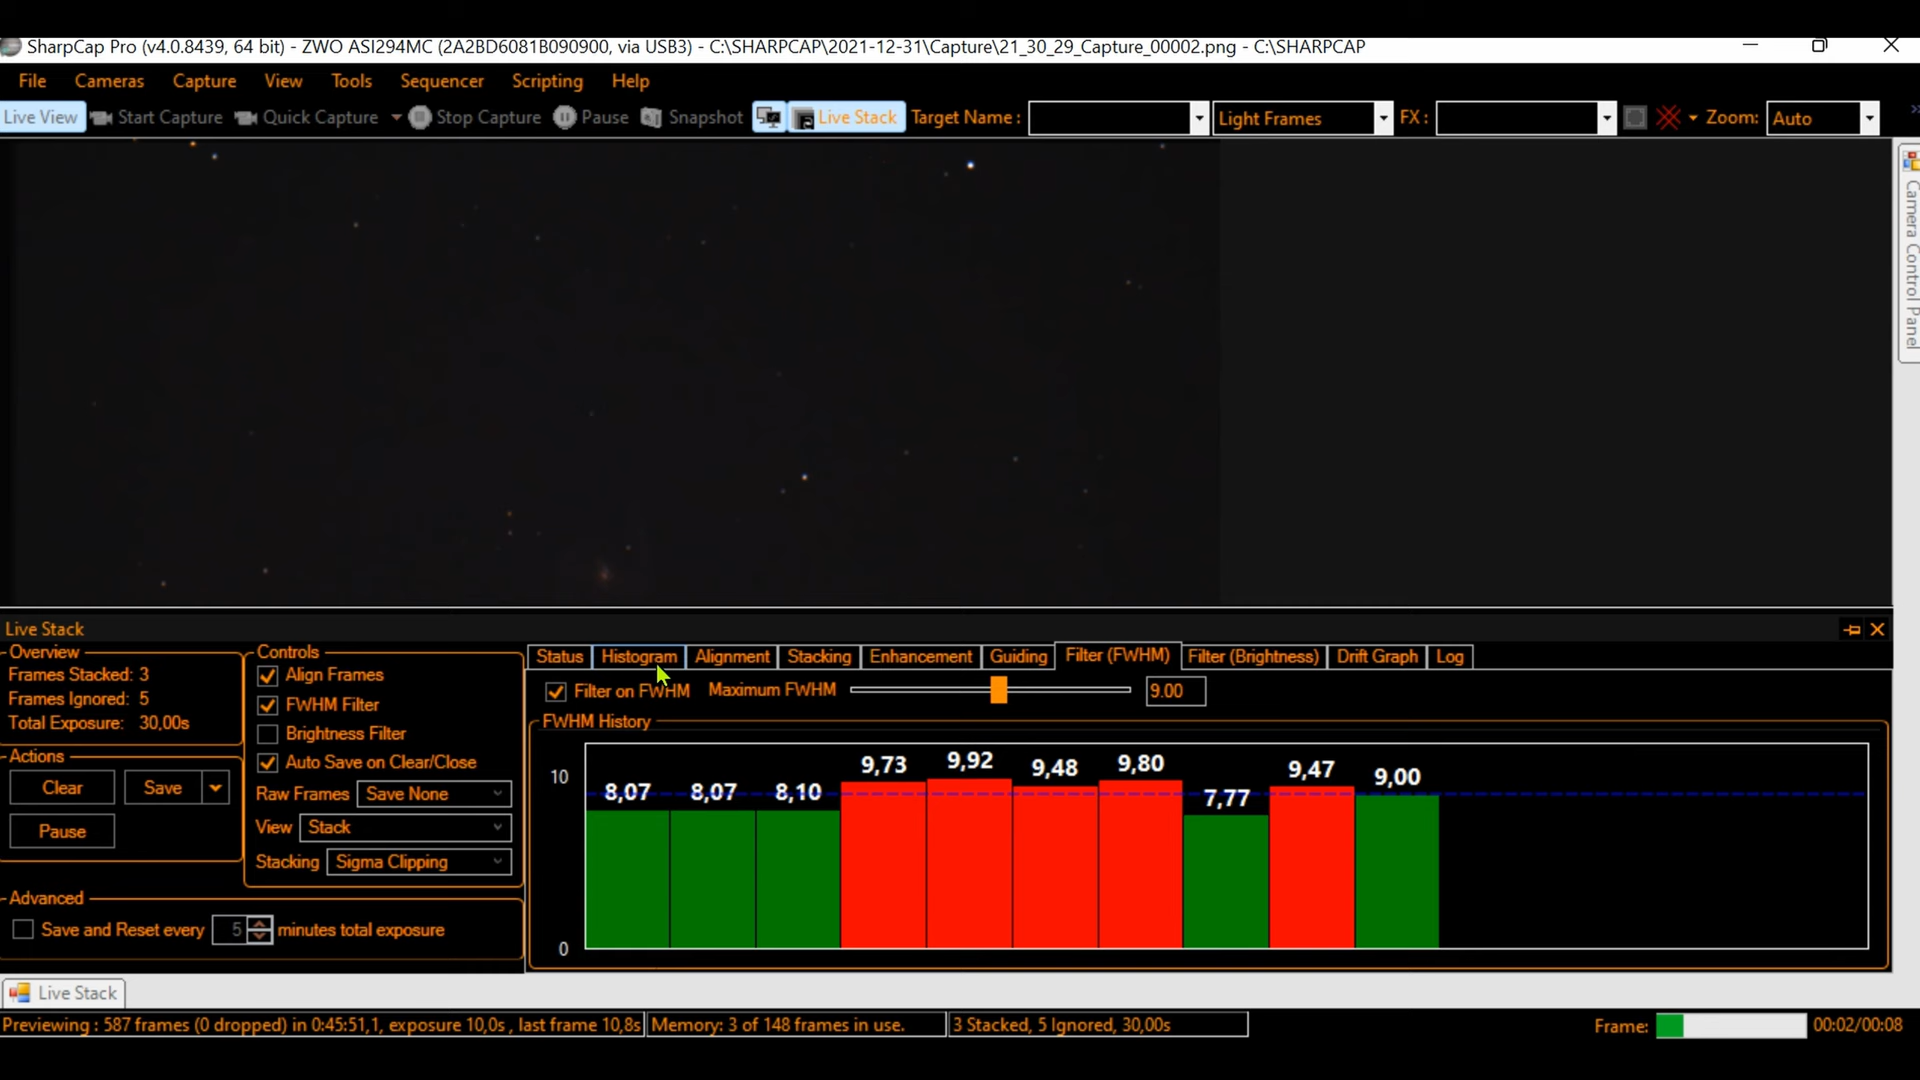 SharpCap Pro (v4.0.8439, 64 bit) - ZWO ASI294MC (2A2BD6081B090900, via USB3) - C:\SHARPCAP\2021-12-31\Capture\21_30_29_Capture_00002.png - C:\SHARPCAP
File Cameras Capture View Tools Sequencer Scripting Help
Live View Start Capture Quick Capture Stop Capture Pause Snapshot Live Stack Target Name : Light Frames FX : Zoom: Auto
Camera Control Panel
Live Stack
Overview
Frames Stacked: 3
Frames Ignored: 5
Total Exposure: 30,00s
Actions
Clear Save
Pause
Controls
Align Frames
FWHM Filter
Brightness Filter
Auto Save on Clear/Close
Raw Frames Save None
View Stack
Stacking Sigma Clipping
Advanced
Save and Reset every 5 minutes total exposure
Status Histogram Alignment Stacking Enhancement Guiding Filter (FWHM) Filter (Brightness) Drift Graph Log
Filter on FWHM Maximum FWHM 9.00
FWHM History
10
8,07 8,07 8,10 9,73 9,92 9,48 9,80 7,77 9,47 9,00
0
Live Stack
Previewing : 587 frames (0 dropped) in 0:45:51,1, exposure 10,0s , last frame 10,8s Memory: 3 of 148 frames in use. 3 Stacked, 5 Ignored, 30,00s Frame: 00:02/00:08